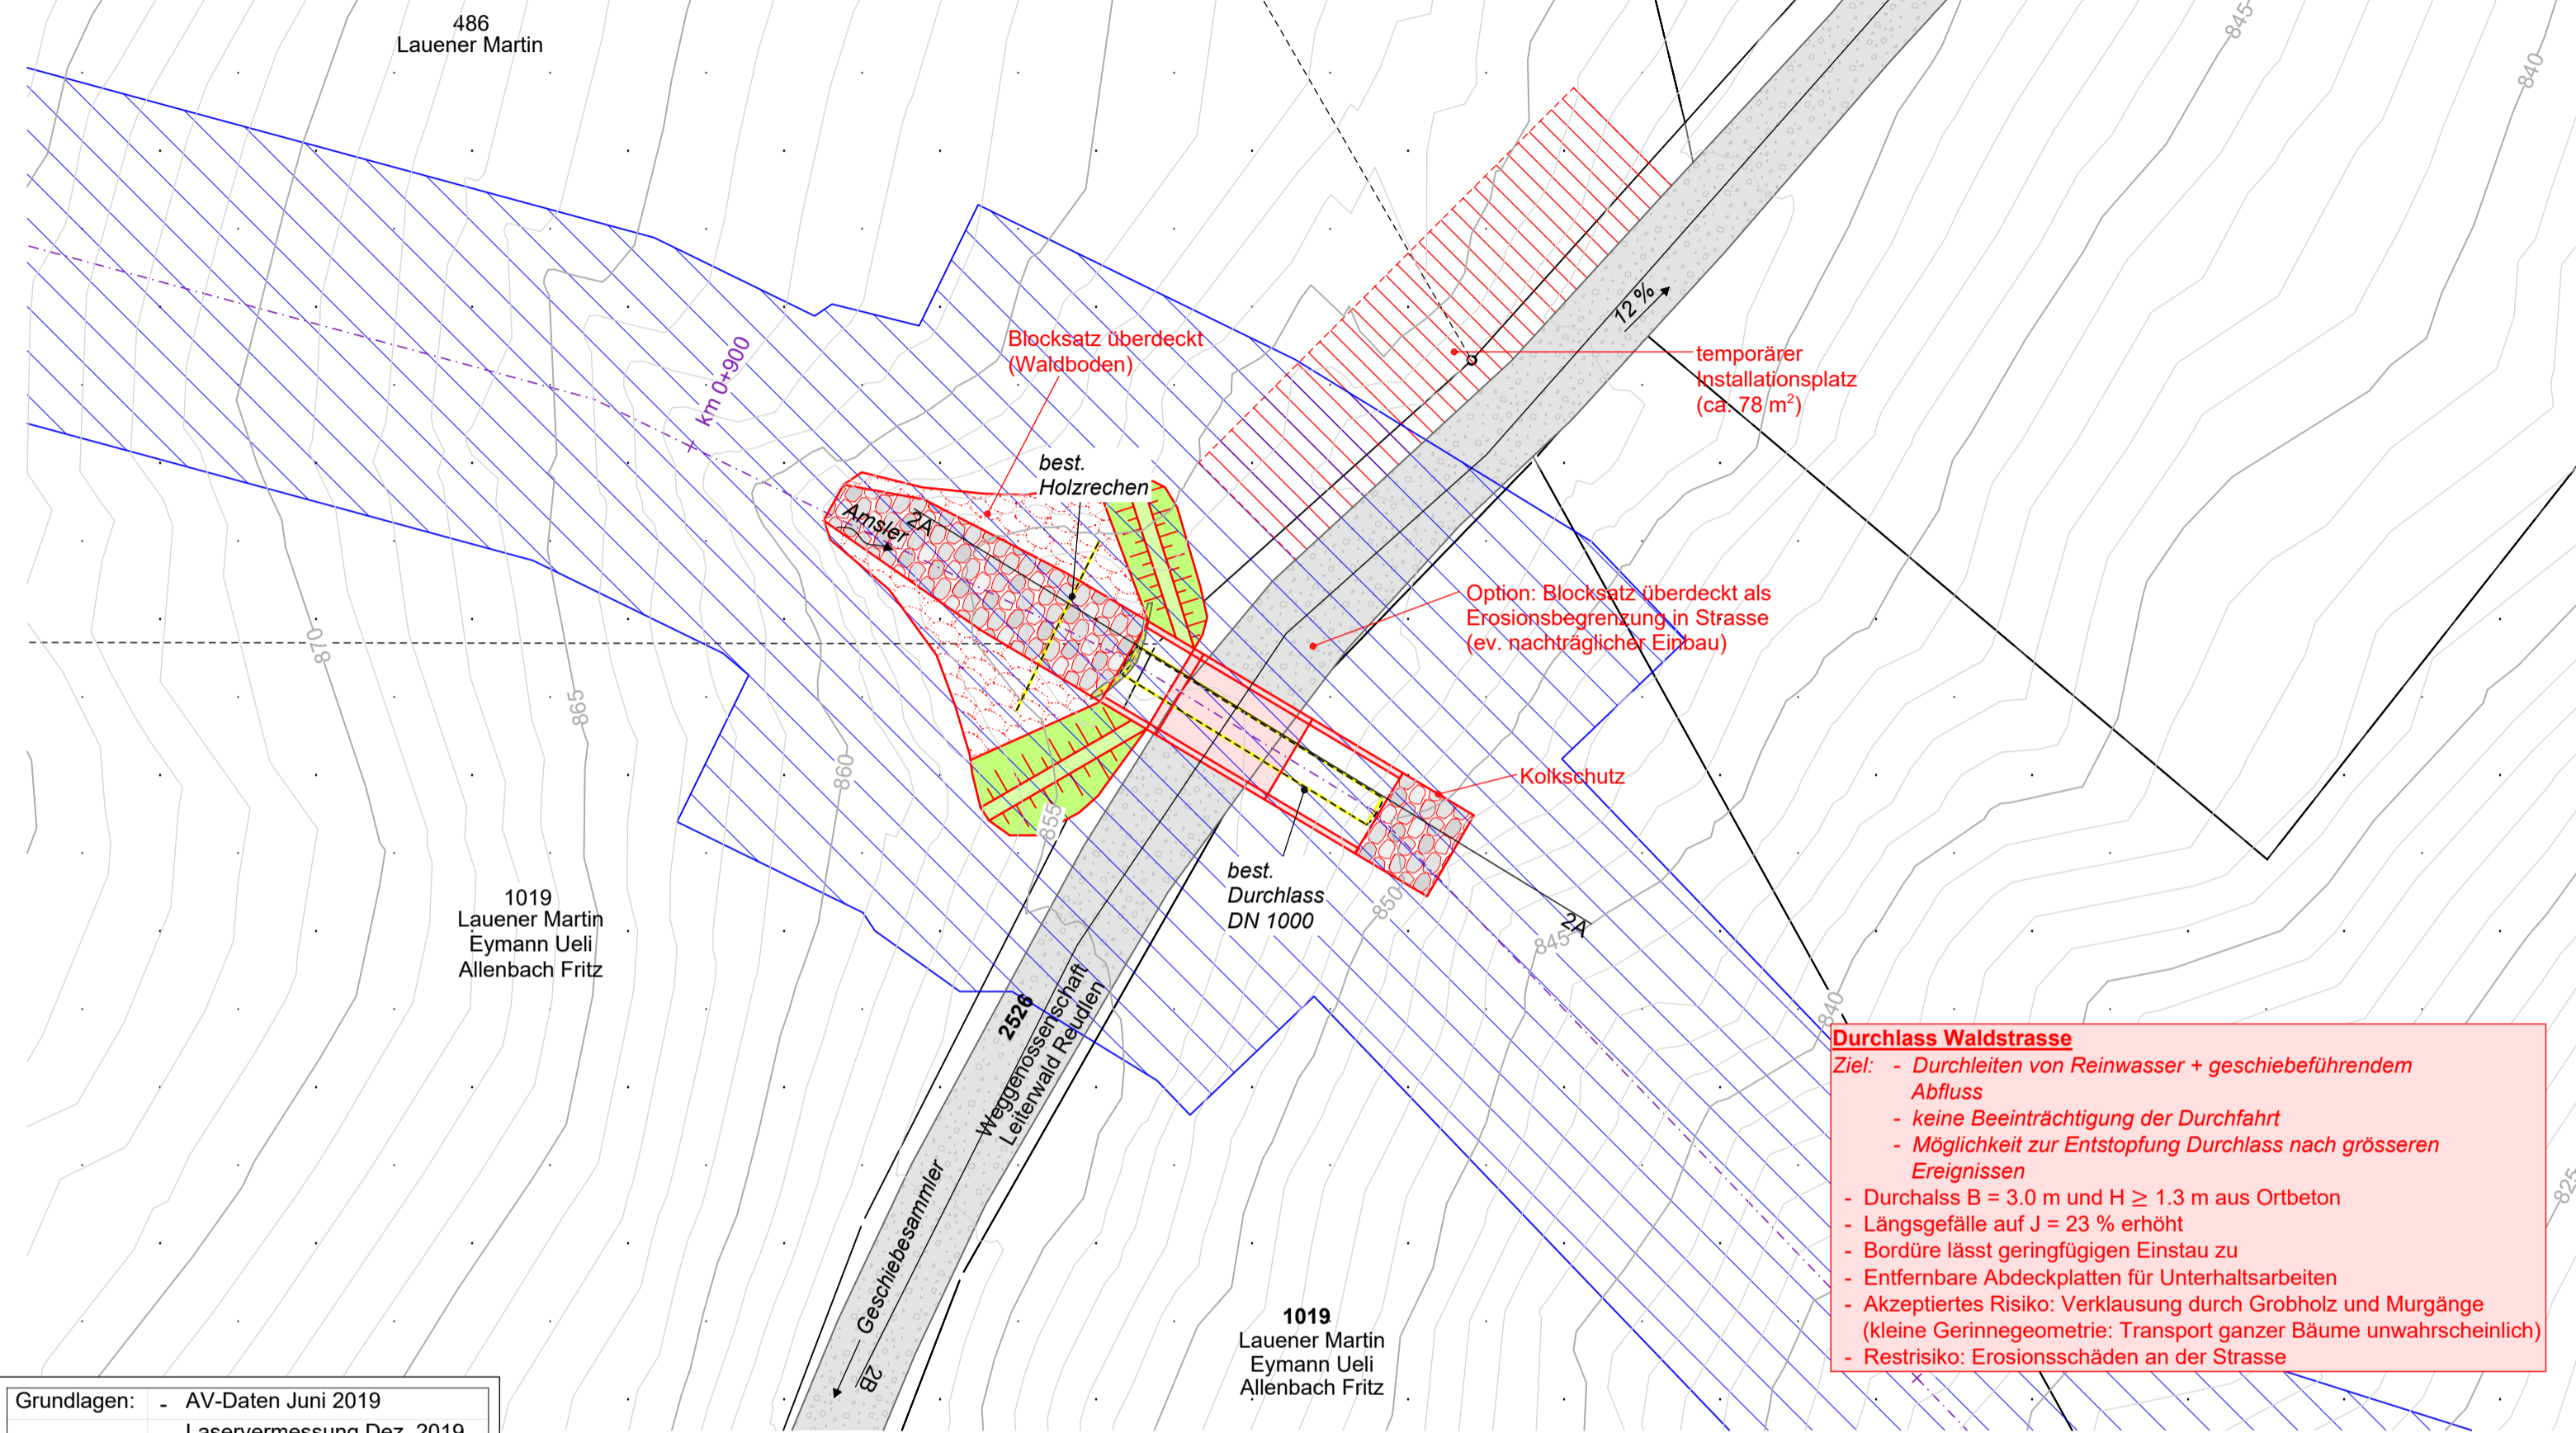 486
Lauener Martin
845
840
km 0+900
Blocksatz überdeckt
(Waldboden)
12 %
temporärer
Installationsplatz
(ca. 78 m²)
best.
Holzrechen
Amsler
2A
Option: Blocksatz überdeckt als
Erosionsbegrenzung in Strasse
(ev. nachträglicher Einbau)
870
865
860
855
Kolkschutz
best.
Durchlass
DN 1000
850
845
2A
840
825
1019
Lauener Martin
Eymann Ueli
Allenbach Fritz
2526
Weggenossenschaft
Leiterwald Reudlen
Geschiebesammler
2B
1019
Lauener Martin
Eymann Ueli
Allenbach Fritz
Durchlass Waldstrasse
Ziel: - Durchleiten von Reinwasser + geschiebeführendem
Abfluss
- keine Beeinträchtigung der Durchfahrt
- Möglichkeit zur Entstopfung Durchlass nach grösseren
Ereignissen
- Durchalss B = 3.0 m und H ≥ 1.3 m aus Ortbeton
- Längsgefälle auf J = 23 % erhöht
- Bordüre lässt geringfügigen Einstau zu
- Entfernbare Abdeckplatten für Unterhaltsarbeiten
- Akzeptiertes Risiko: Verklausung durch Grobholz und Murgänge
(kleine Gerinnegeometrie: Transport ganzer Bäume unwahrscheinlich)
- Restrisiko: Erosionsschäden an der Strasse
Grundlagen: - AV-Daten Juni 2019
Laservermessung Dez. 2019